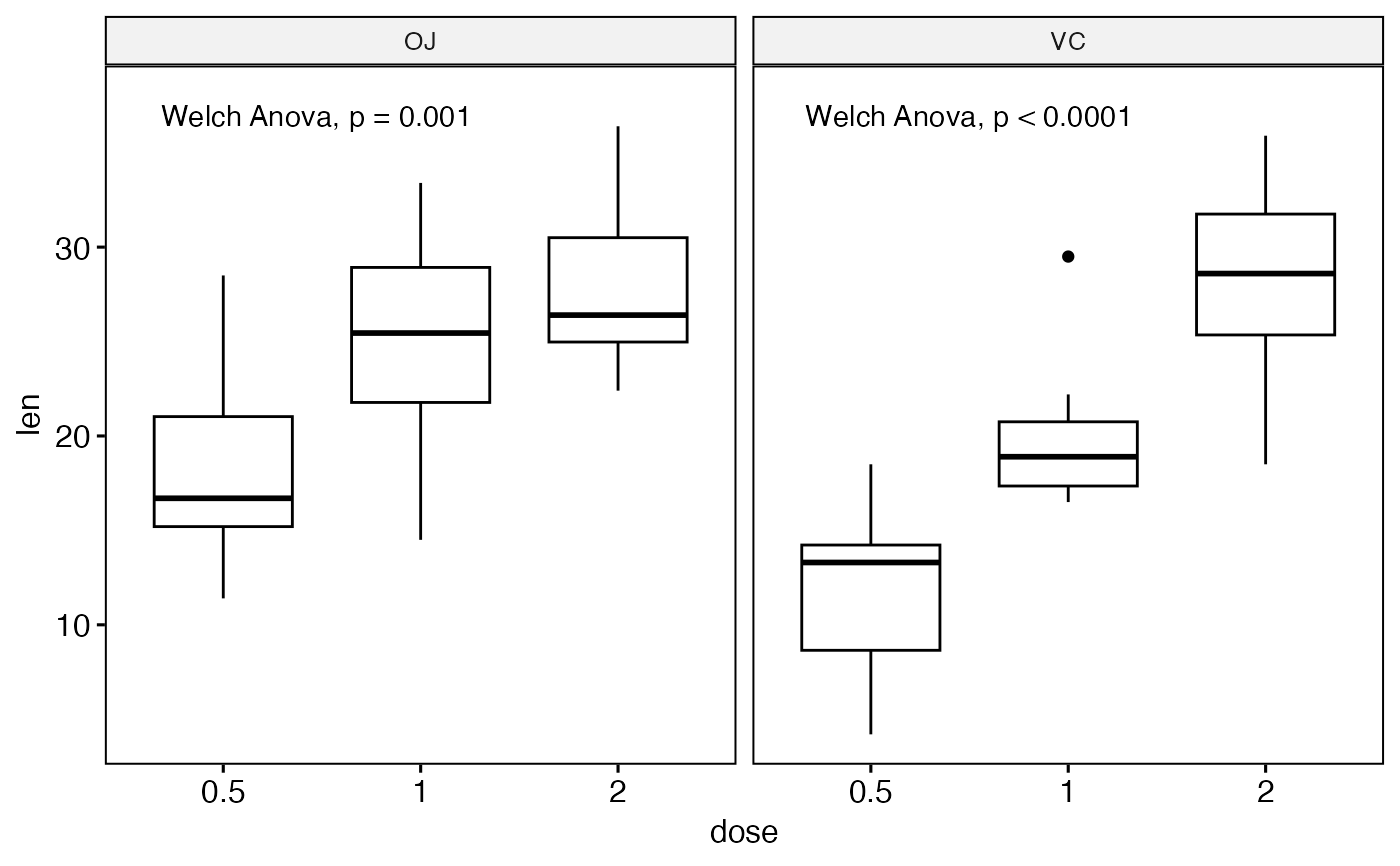 OJ
VC
Welch Anova, p = 0.001
Welch Anova, p < 0.0001
30
20
10
len
0.5 1 2
0.5 1 2
dose